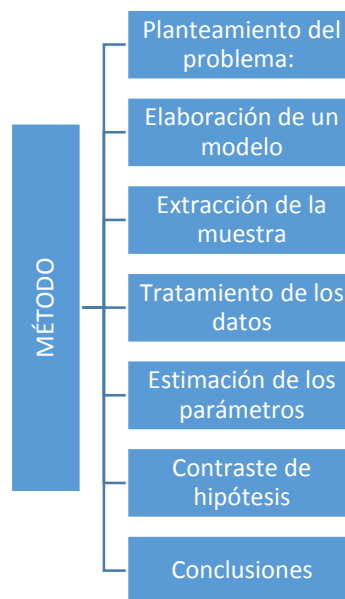 MÉTODO
Planteamiento del
problema:
Elaboración de un
modelo
Extracción de la
muestra
Tratamiento de los
datos
Estimación de los
parámetros
Contraste de
hipótesis
Conclusiones